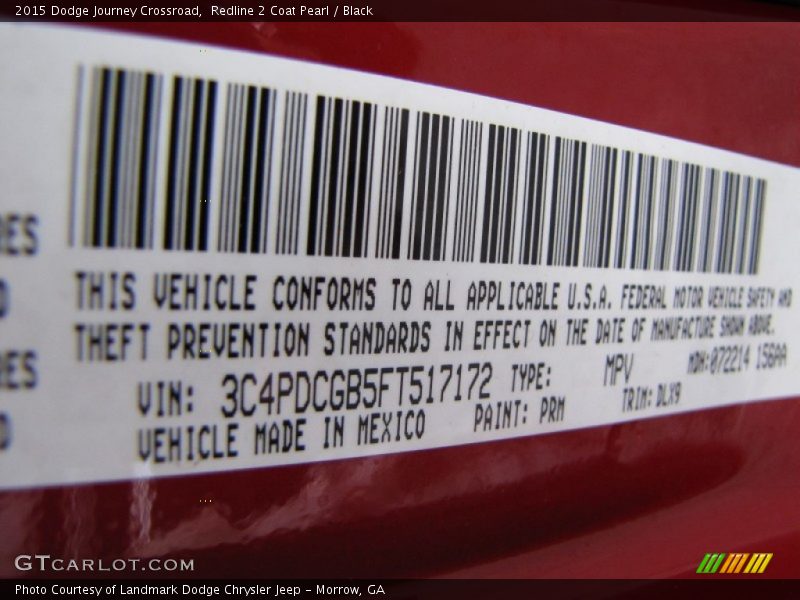 2015 Dodge Journey Crossroad,  Redline 2 Coat Pearl / Black
THIS VEHICLE CONFORMS TO ALL APPLICABLE U.S.A. FEDERAL MOTOR VEHICLE SAFETY AND
THEFT PREVENTION STANDARDS IN EFFECT ON THE DATE OF MANUFACTURE SHOWN ABOVE.
VIN: 3C4PDCGB5FT517172 TYPE: MPV MDH:072214 156AA
VEHICLE MADE IN MEXICO PAINT: PRM TRIM: DLX9
GTCARLOT.COM
Photo Courtesy of Landmark Dodge Chrysler Jeep - Morrow, GA